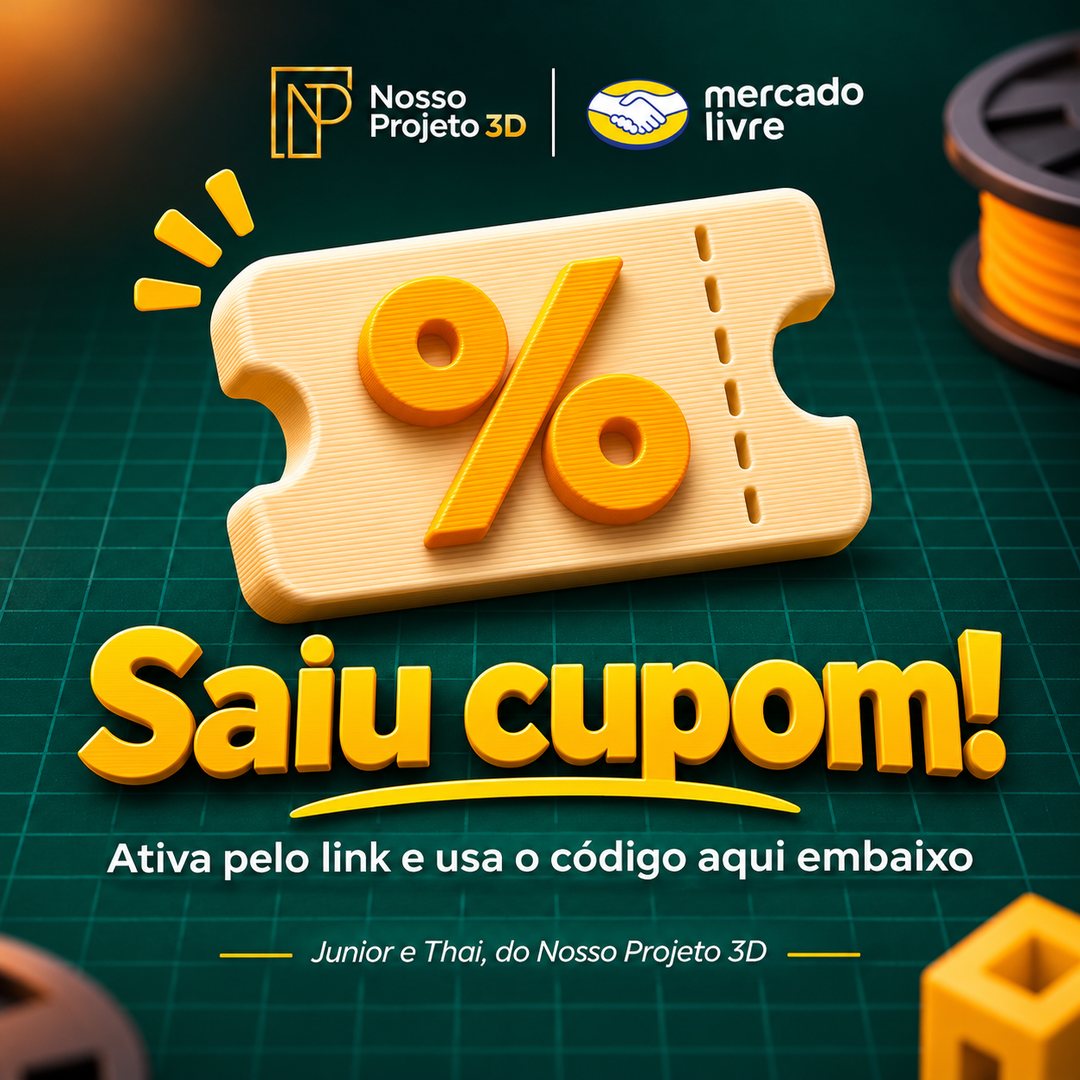 NP
Nosso
Projeto 3D
mercado
livre
%
Saiu cupom!
Ativa pelo link e usa o código aqui embaixo
Junior e Thai, do Nosso Projeto 3D